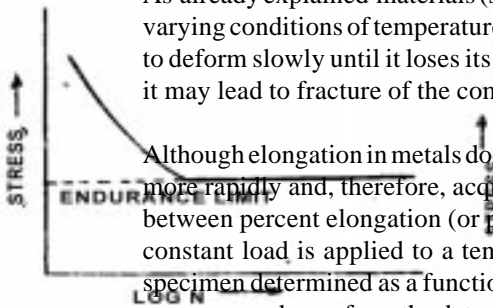 As already explained materials (s
varying conditions of temperature
to deform slowly until it loses its
it may lead to fracture of the con
Although elongation in metals do
more rapidly and, therefore, acq
between percent elongation (or p
constant load is applied to a ten
specimen determined as a functio
STRESS
ENDURANCE LIMIT
LOG N